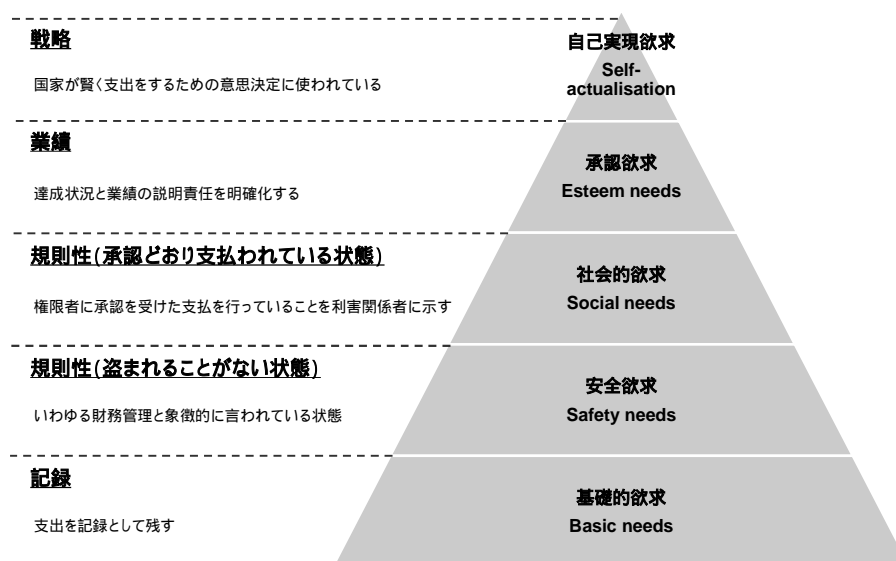 戦略
自己実現欲求
国家が賢く支出をするための意思決定に使われている
Self-
actualisation
業績
承認欲求
達成状況と業績の説明責任を明確化する
Esteem needs
規則性(承認どおり支払われている状態)
社会的欲求
権限者に承認を受けた支払を行っていることを利害関係者に示す
Social needs
規則性(盗まれることがない状態)
安全欲求
いわゆる財務管理と象徴的に言われている状態
Safety needs
記録
基礎的欲求
支出を記録として残す
Basic needs